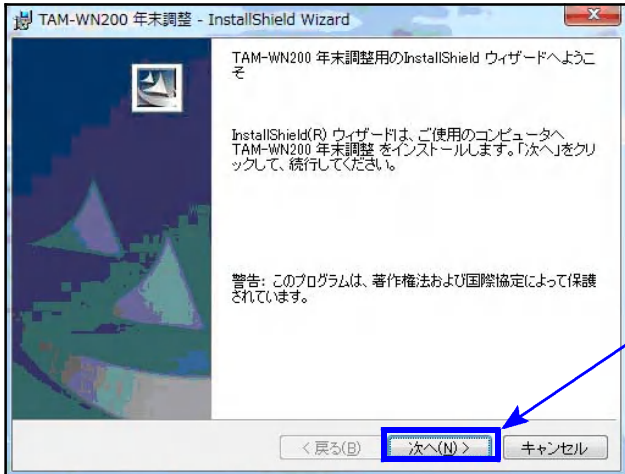 TAM-WN200 年末調整 - InstallShield Wizard
TAM-WN200 年末調整用のInstallShield ウィザードへようこ
そ
InstallShield(R) ウィザードは、ご使用のコンピュータへ
TAM-WN200 年末調整 をインストールします。「次へ」をクリ
ックして、続行してください。
警告: このプログラムは、著作権法および国際協定によって保護
されています。
< 戻る(B)
次へ(N) >
キャンセル